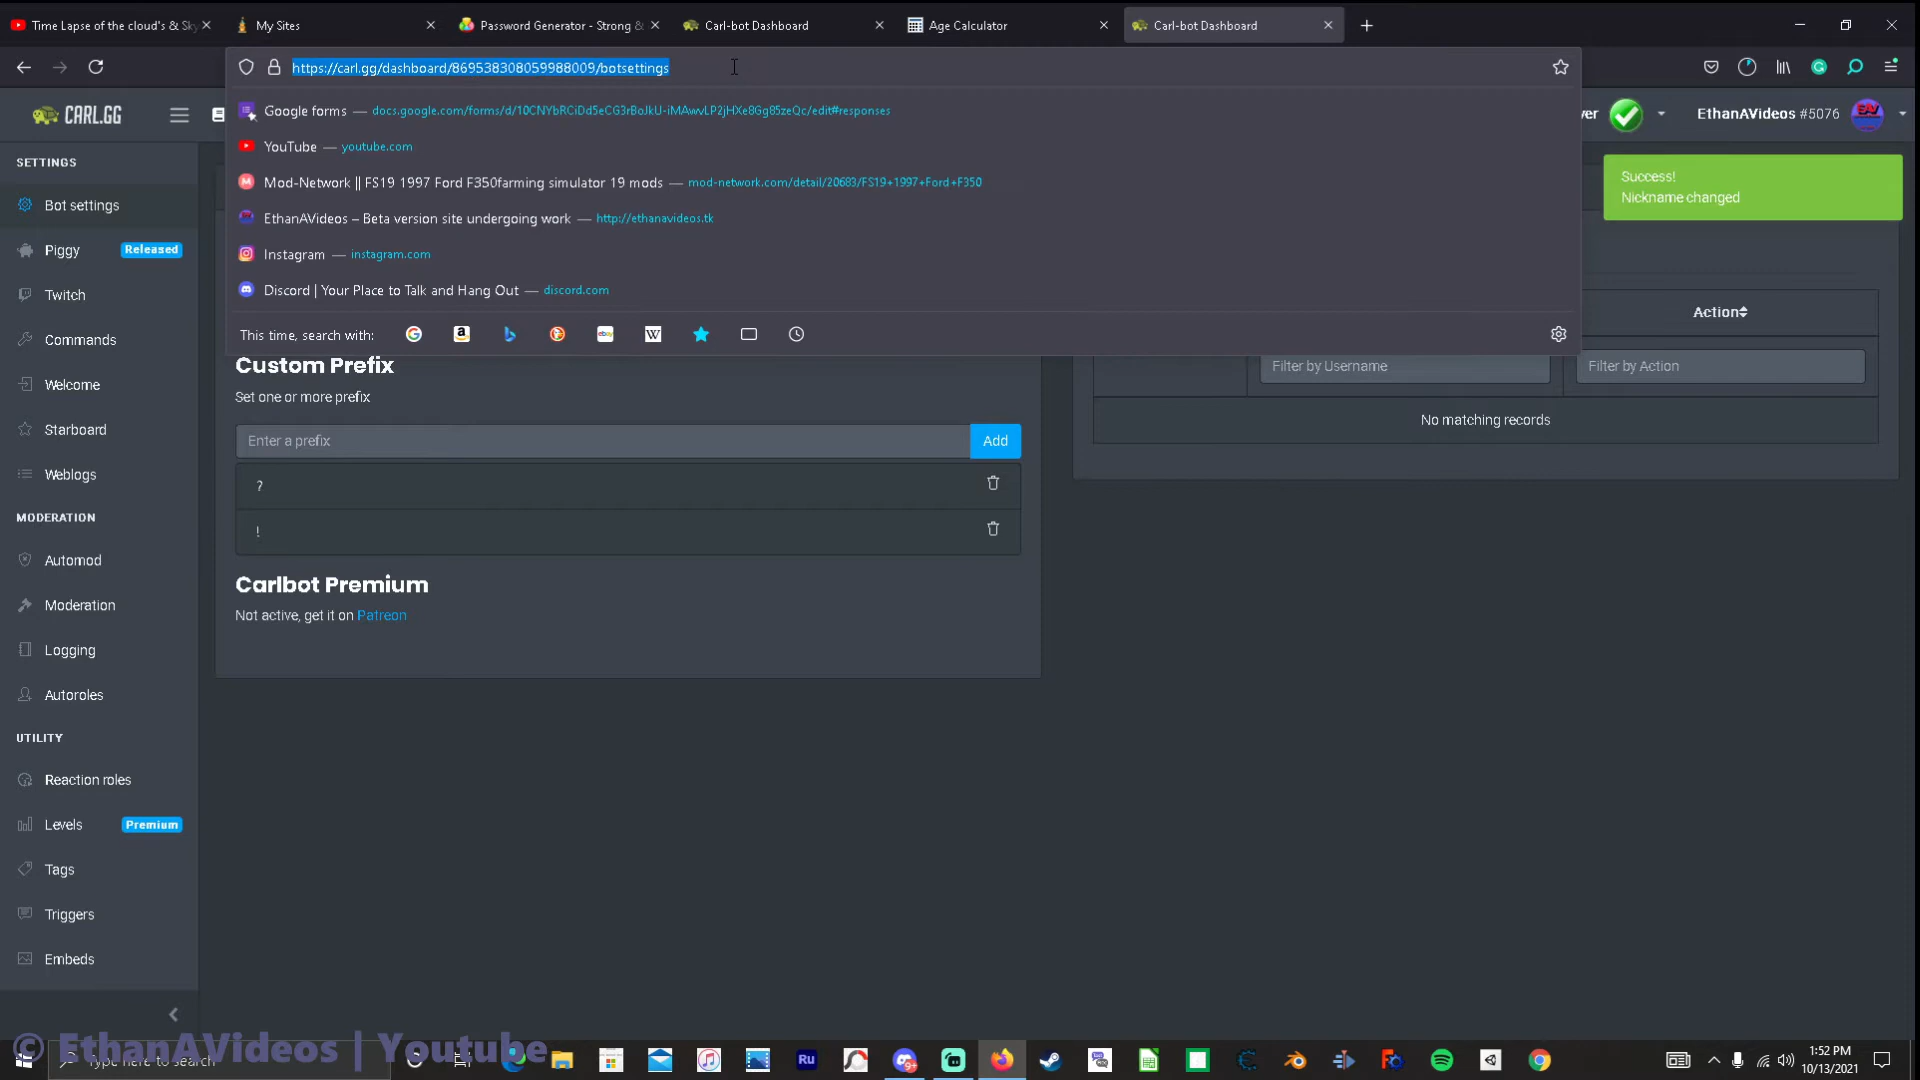 Time Lapse of the cloud's & Sky
My Sites
Password Generator - Strong &
Carl-bot Dashboard
Age Calculator
Carl-bot Dashboard
https://carl.gg/dashboard/869538308059988009/botsettings
Google forms — docs.google.com/forms/d/10CNYbRCiDd5eCG3rBoJkU-iMAwvLP2jHXe8Gg85zeQc/edit#responses
YouTube — youtube.com
Mod-Network || FS19 1997 Ford F350farming simulator 19 mods — mod-network.com/detail/20683/FS19+1997+Ford+F350
EthanAVideos – Beta version site undergoing work — http://ethanavideos.tk
Instagram — instagram.com
Discord | Your Place to Talk and Hang Out — discord.com
This time, search with:
CARL.GG
ver
EthanAVideos #5076
Success!
Nickname changed
SETTINGS
Bot settings
Piggy Released
Twitch
Commands
Welcome
Starboard
Weblogs
MODERATION
Automod
Moderation
Logging
Autoroles
UTILITY
Reaction roles
Levels Premium
Tags
Triggers
Embeds
Custom Prefix
Set one or more prefix
Enter a prefix
Add
?
!
Carlbot Premium
Not active, get it on Patreon
Action
Filter by Username
Filter by Action
No matching records
© EthanAVideos | Youtube
Type here to search
Ru
9+
1:52 PM
10/13/2021